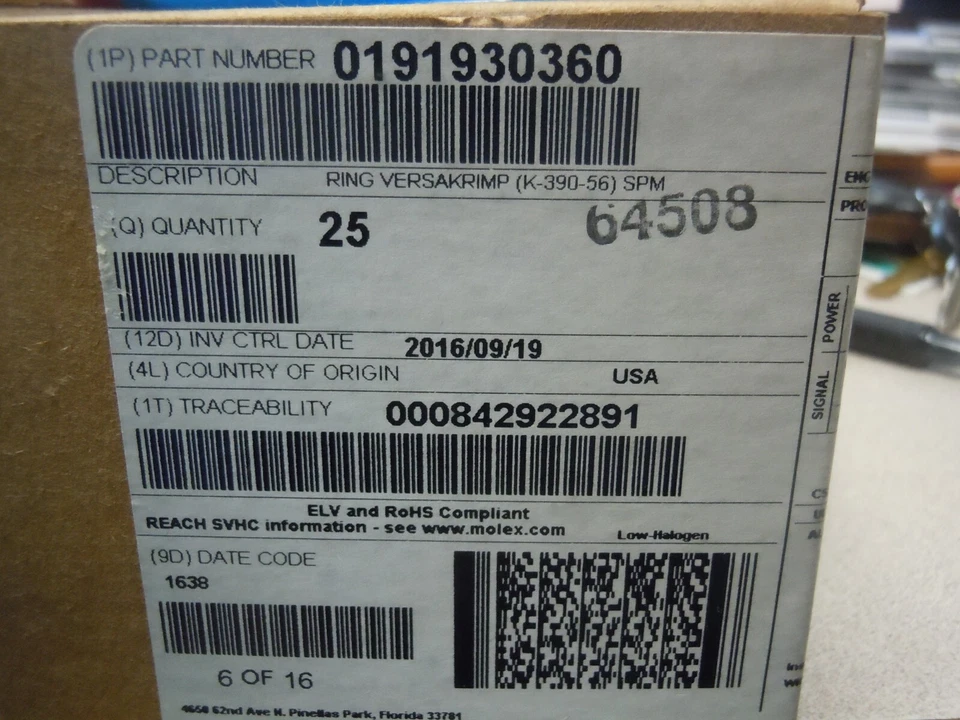 (1P) PART NUMBER 0191930360
DESCRIPTION RING VERSAKRIMP (K-390-56) SPM
64508
(Q) QUANTITY 25
(12D) INV CTRL DATE 2016/09/19
(4L) COUNTRY OF ORIGIN USA
(1T) TRACEABILITY 000842922891
ELV and RoHS Compliant
REACH SVHC information - see www.molex.com
Low-Halogen
(9D) DATE CODE
1638
6 OF 16
4650 62nd Ave N. Pinellas Park, Florida 33781
POWER
SIGNAL